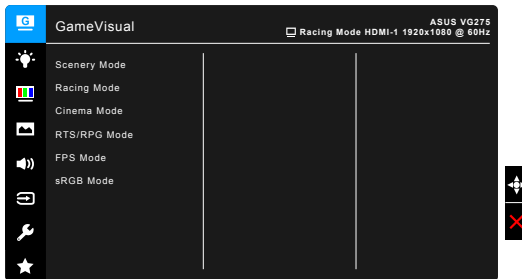 G
GameVisual
ASUS VG275
Racing Mode HDMI-1 1920x1080 @ 60Hz
Scenery Mode
Racing Mode
Cinema Mode
RTS/RPG Mode
FPS Mode
sRGB Mode